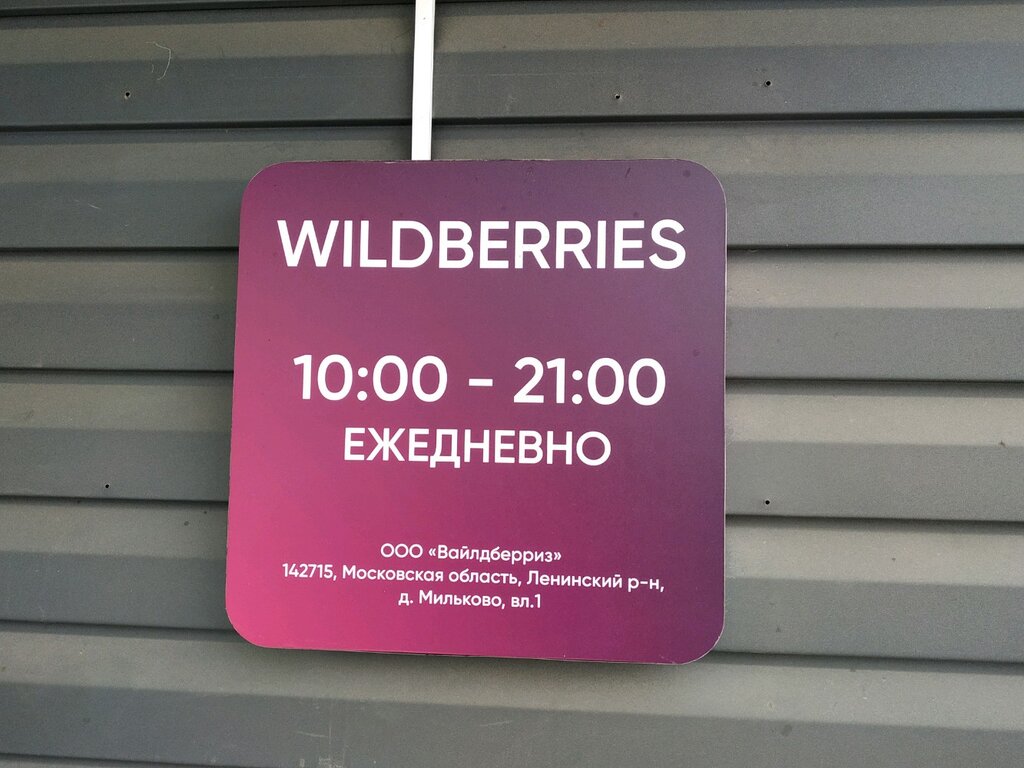 WILDBERRIES
10:00 - 21:00
ЕЖЕДНЕВНО
ООО «Вайлдберриз»
142715, Московская область, Ленинский р-н,
д. Мильково, вл.1